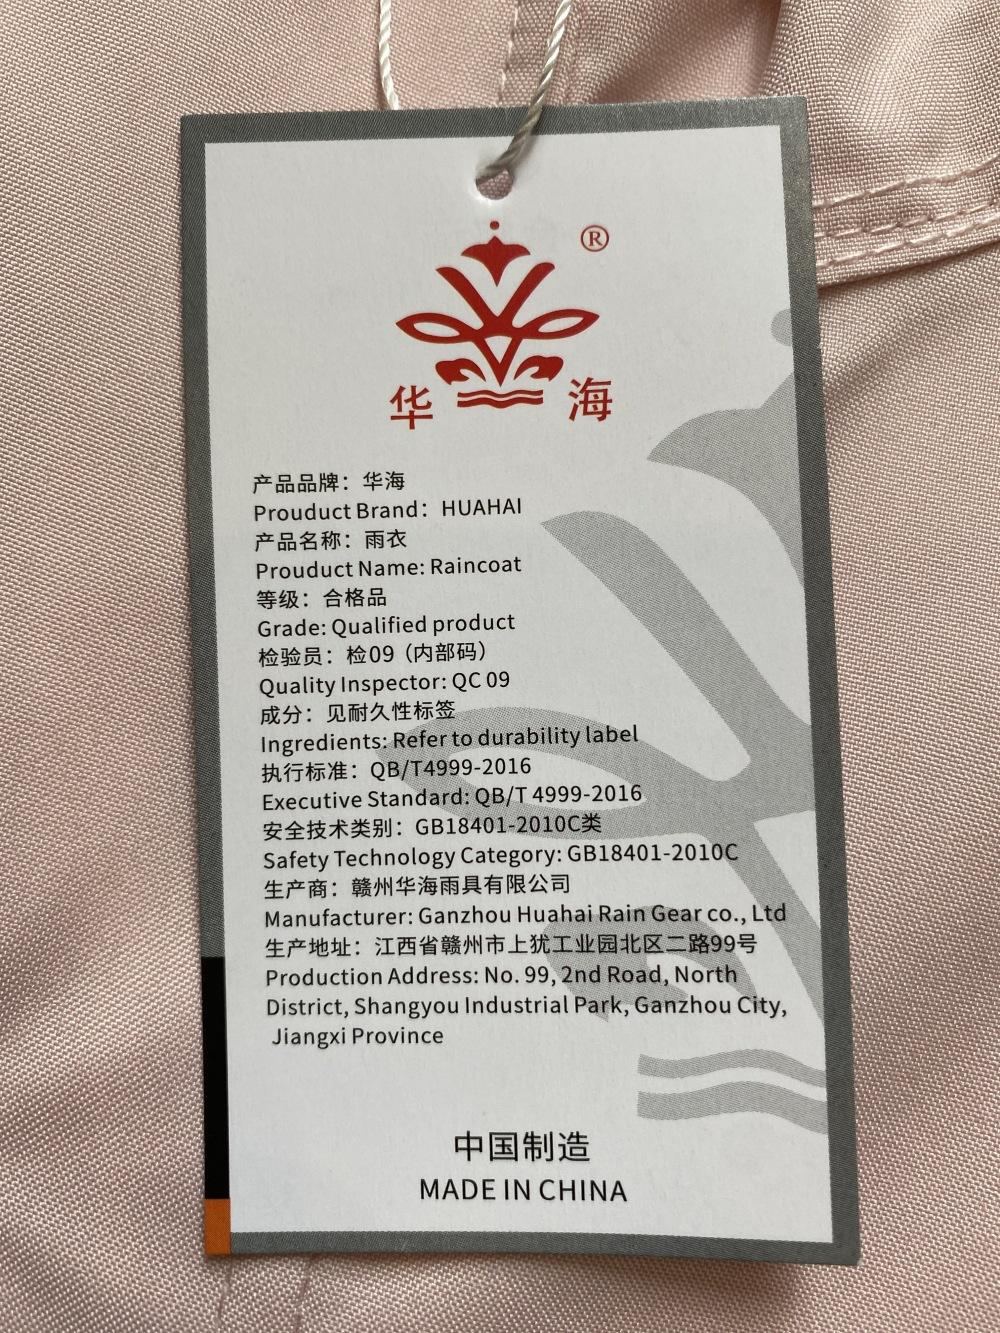 ®
华 海
产品品牌：华海
Prouduct Brand：HUAHAI
产品名称：雨衣
Prouduct Name: Raincoat
等级：合格品
Grade: Qualified product
检验员：检09（内部码）
Quality Inspector: QC 09
成分：见耐久性标签
Ingredients: Refer to durability label
执行标准：QB/T4999-2016
Executive Standard: QB/T 4999-2016
安全技术类别：GB18401-2010C类
Safety Technology Category: GB18401-2010C
生产商：赣州华海雨具有限公司
Manufacturer: Ganzhou Huahai Rain Gear co., Ltd
生产地址：江西省赣州市上犹工业园北区二路99号
Production Address: No. 99, 2nd Road, North
District, Shangyou Industrial Park, Ganzhou City,
Jiangxi Province
中国制造
MADE IN CHINA